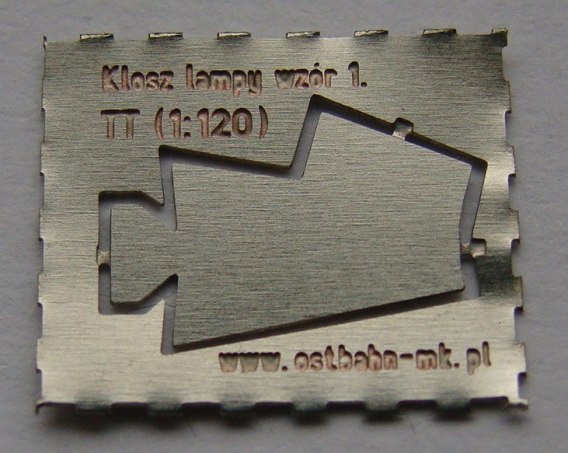 Klosz lampy wzór 1.
TT (1:120)
www.ostbahn-mk.pl